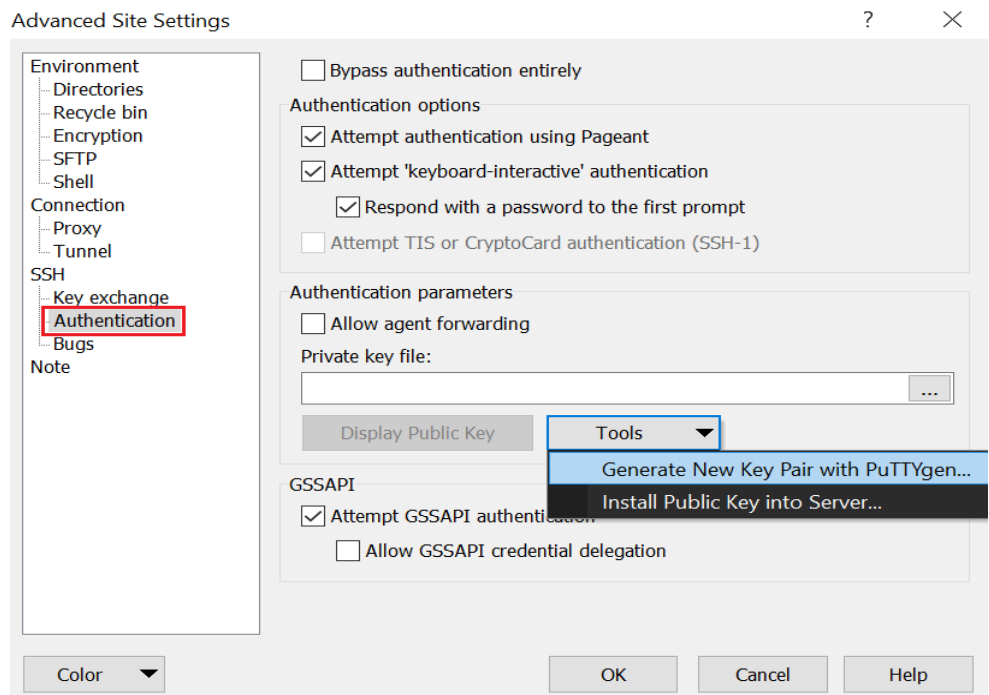 Advanced Site Settings
?
Environment
Directories
Recycle bin
Encryption
SFTP
Shell
Connection
Proxy
Tunnel
SSH
Key exchange
Authentication
Bugs
Note
Bypass authentication entirely
Authentication options
Attempt authentication using Pageant
Attempt 'keyboard-interactive' authentication
Respond with a password to the first prompt
Attempt TIS or CryptoCard authentication (SSH-1)
Authentication parameters
Allow agent forwarding
Private key file:
...
Display Public Key
Tools
Generate New Key Pair with PuTTYgen...
Install Public Key into Server...
GSSAPI
Attempt GSSAPI authentication
Allow GSSAPI credential delegation
Color
OK
Cancel
Help